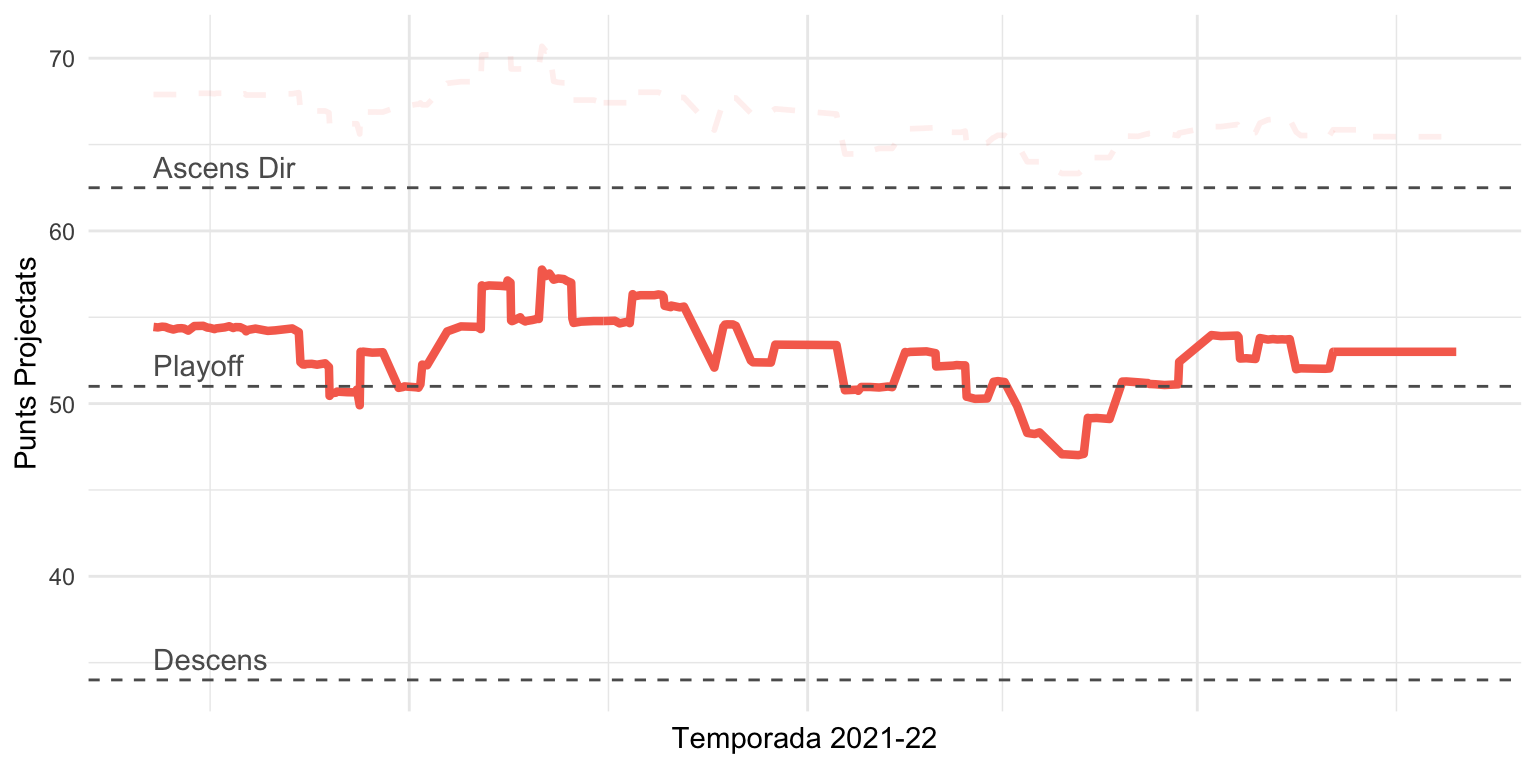 70
Ascens Dir
60
Punts Projectats
Playoff
50
40
Descens
Temporada 2021-22